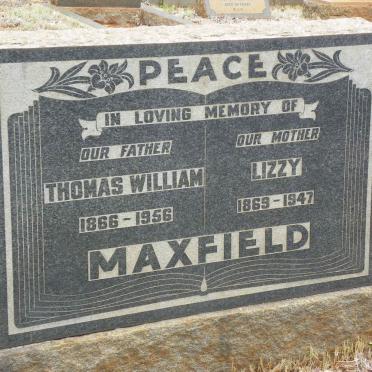 PEACE
IN LOVING MEMORY OF
OUR FATHER
THOMAS WILLIAM
1866-1956
OUR MOTHER
LIZZY
1869-1947
MAXFIELD